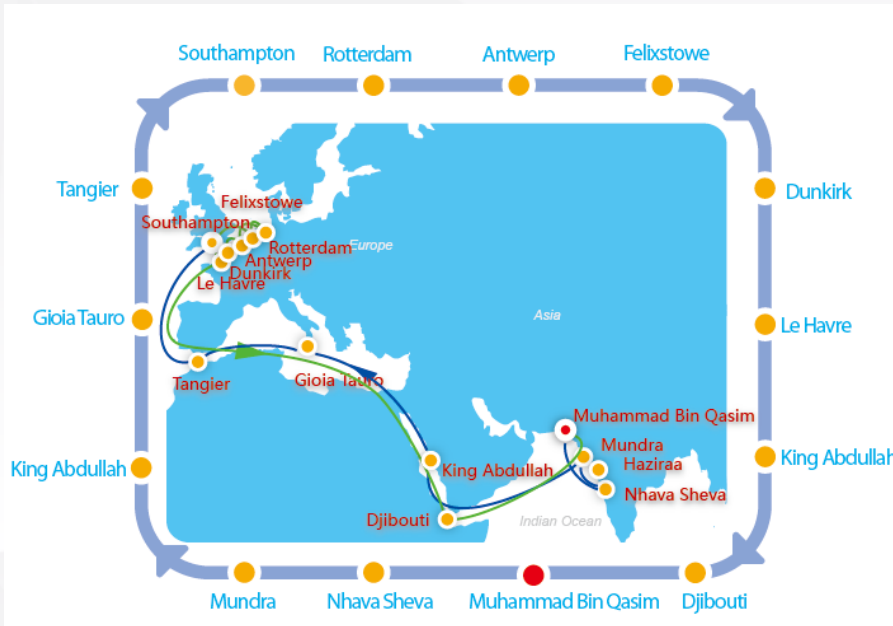 Southampton
Rotterdam
Antwerp
Felixstowe
Tangier
Dunkirk
Gioia Tauro
Le Havre
King Abdullah
King Abdullah
Mundra
Nhava Sheva
Muhammad Bin Qasim
Djibouti
Felixstowe
Southampton
Rotterdam
Europe
Antwerp
Dunkirk
Le Havre
Asia
Tangier
Gioia Tauro
Muhammad Bin Qasim
Mundra
Haziraa
King Abdullah
Nhava Sheva
Djibouti
Indian Ocean